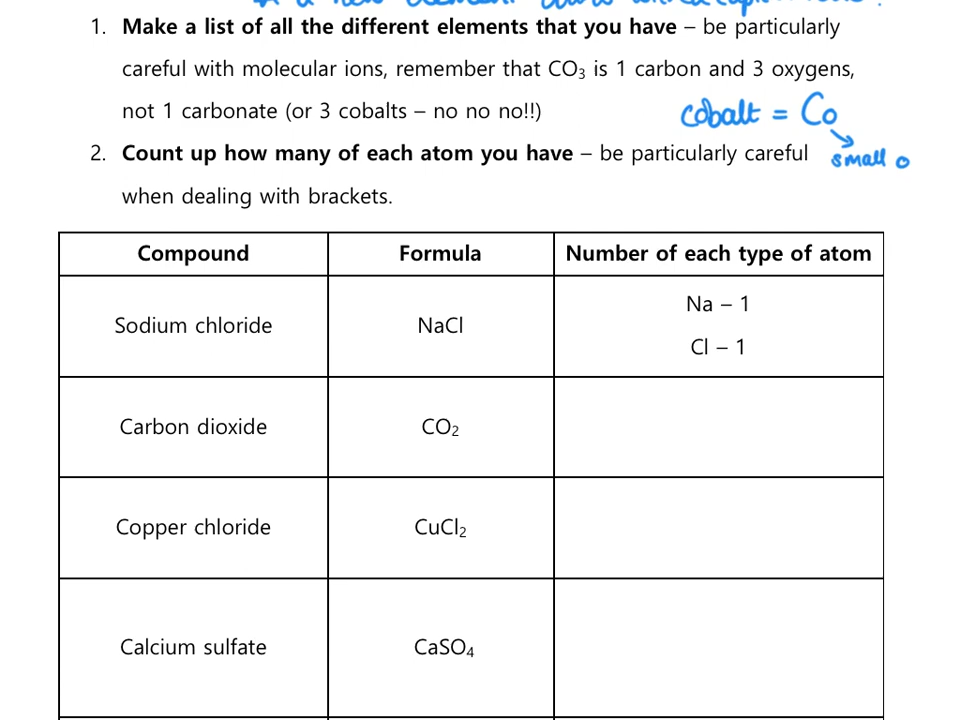 1. Make a list of all the different elements that you have – be particularly
careful with molecular ions, remember that CO₃ is 1 carbon and 3 oxygens,
not 1 carbonate (or 3 cobalts – no no no!!)
cobalt = Co
small o
2. Count up how many of each atom you have – be particularly careful
when dealing with brackets.
Compound Formula Number of each type of atom
Sodium chloride NaCl Na – 1
Cl – 1
Carbon dioxide CO₂
Copper chloride CuCl₂
Calcium sulfate CaSO₄